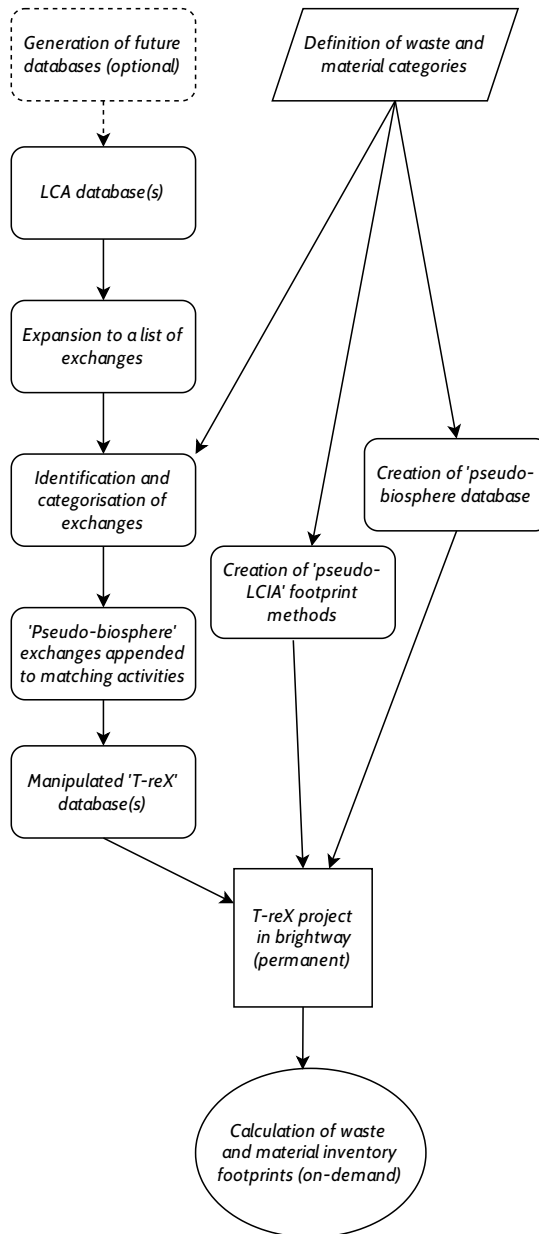 Generation of future
databases (optional)
Definition of waste and
material categories
LCA database(s)
Expansion to a list of
exchanges
Identification and
categorisation of
exchanges
Creation of 'pseudo-
biosphere database
Creation of 'pseudo-
LCIA' footprint
methods
'Pseudo-biosphere'
exchanges appended
to matching activities
Manipulated 'T-reX'
database(s)
T-reX project
in brightway
(permanent)
Calculation of waste
and material inventory
footprints (on-demand)